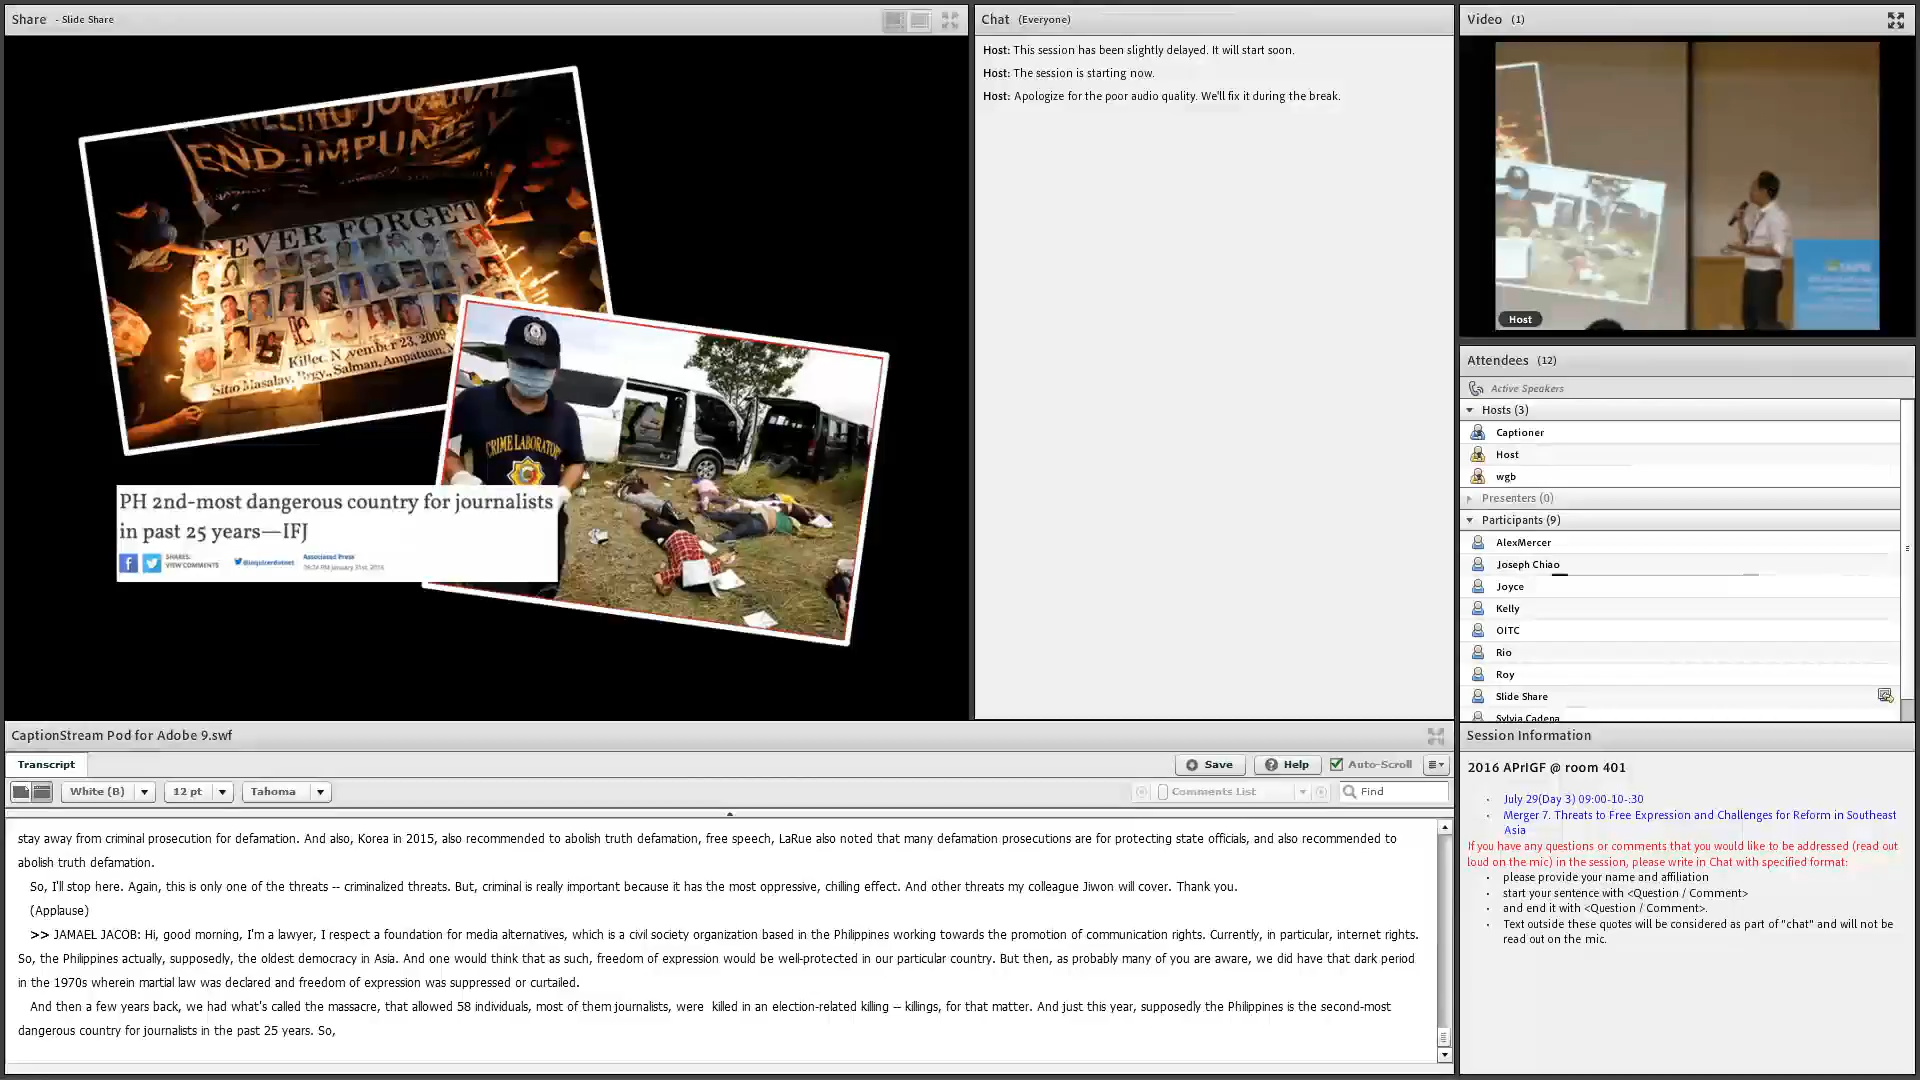 Share - Slide Share
END IMPUNITY
NEVER FORGET
Killed November 23, 2009
Sitio Masalay, Brgy., Salman, Ampatuan,
CRIME LABORATO
PH 2nd-most dangerous country for journalists
in past 25 years—IFJ
SHARES:
VIEW COMMENTS
@inquirerdotnet
Associated Press
January 31st, 2016
Chat (Everyone)
Host: This session has been slightly delayed. It will start soon.
Host: The session is starting now.
Host: Apologize for the poor audio quality. We'll fix it during the break.
Video (1)
Host
Attendees (12)
Active Speakers
Hosts (3)
Captioner
Host
wgb
Presenters (0)
Participants (9)
AlexMercer
Joseph Chiao
Joyce
Kelly
OITC
Rio
Roy
Slide Share
Sylvia Cadena
CaptionStream Pod for Adobe 9.swf
Transcript
Save
Help
Auto-Scroll
White (B)
12 pt
Tahoma
Comments List
Find
stay away from criminal prosecution for defamation. And also, Korea in 2015, also recommended to abolish truth defamation, free speech, LaRue also noted that many defamation prosecutions are for protecting state officials, and also recommended to
abolish truth defamation.
So, I'll stop here. Again, this is only one of the threats -- criminalized threats. But, criminal is really important because it has the most oppressive, chilling effect. And other threats my colleague Jiwon will cover. Thank you.
(Applause)
>> JAMAEL JACOB: Hi, good morning, I'm a lawyer, I respect a foundation for media alternatives, which is a civil society organization based in the Philippines working towards the promotion of communication rights. Currently, in particular, internet rights.
So, the Philippines actually, supposedly, the oldest democracy in Asia. And one would think that as such, freedom of expression would be well-protected in our particular country. But then, as probably many of you are aware, we did have that dark period
in the 1970s wherein martial law was declared and freedom of expression was suppressed or curtailed.
And then a few years back, we had what's called the massacre, that allowed 58 individuals, most of them journalists, were killed in an election-related killing -- killings, for that matter. And just this year, supposedly the Philippines is the second-most
dangerous country for journalists in the past 25 years. So,
Session Information
2016 APrIGF @ room 401
July 29(Day 3) 09:00-10-:30
Merger 7. Threats to Free Expression and Challenges for Reform in Southeast
Asia
If you have any questions or comments that you would like to be addressed (read out
loud on the mic) in the session, please write in Chat with specified format:
please provide your name and affiliation
start your sentence with <Question / Comment>
and end it with <Question / Comment>.
Text outside these quotes will be considered as part of "chat" and will not be
read out on the mic.